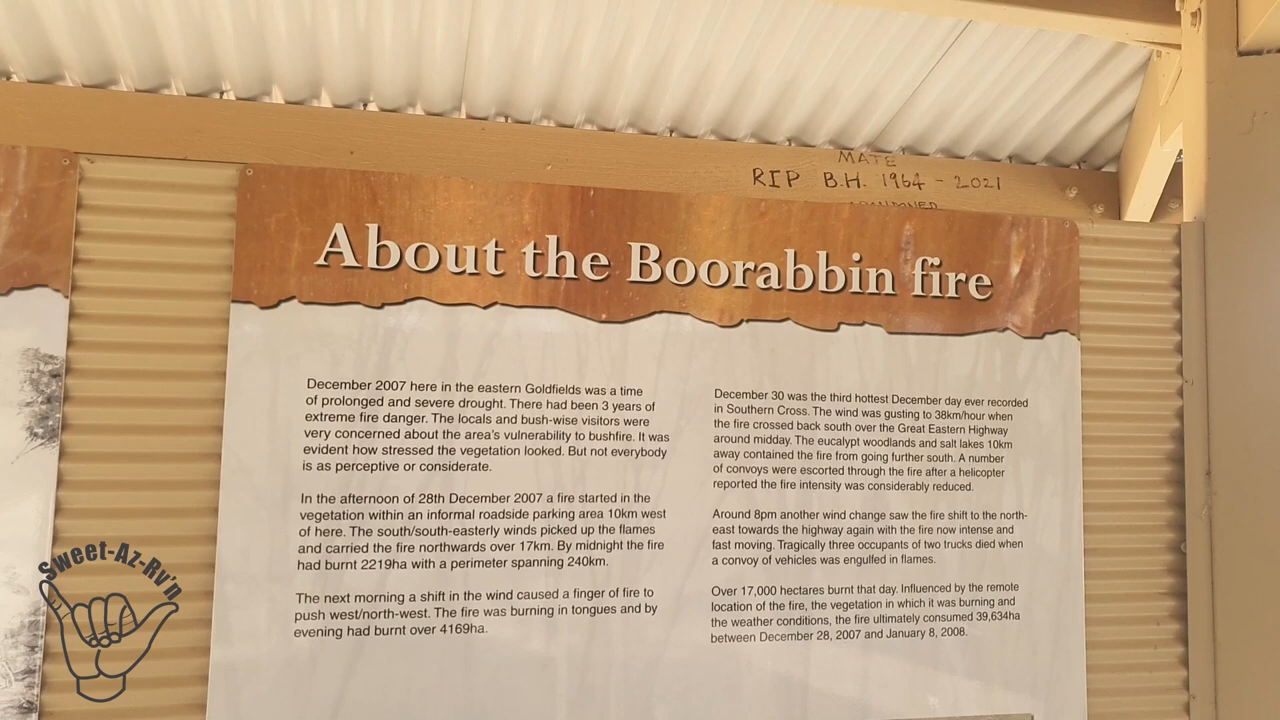 MATE
RIP B.H. 1964 - 2021
About the Boorabbin fire
December 2007 here in the eastern Goldfields was a time
of prolonged and severe drought. There had been 3 years of
extreme fire danger. The locals and bush-wise visitors were
very concerned about the area's vulnerability to bushfire. It was
evident how stressed the vegetation looked. But not everybody
is as perceptive or considerate.
In the afternoon of 28th December 2007 a fire started in the
vegetation within an informal roadside parking area 10km west
of here. The south/south-easterly winds picked up the flames
and carried the fire northwards over 17km. By midnight the fire
had burnt 2219ha with a perimeter spanning 240km.
The next morning a shift in the wind caused a finger of fire to
push west/north-west. The fire was burning in tongues and by
evening had burnt over 4169ha.
December 30 was the third hottest December day ever recorded
in Southern Cross. The wind was gusting to 38km/hour when
the fire crossed back south over the Great Eastern Highway
around midday. The eucalypt woodlands and salt lakes 10km
away contained the fire from going further south. A number
of convoys were escorted through the fire after a helicopter
reported the fire intensity was considerably reduced.
Around 8pm another wind change saw the fire shift to the north-
east towards the highway again with the fire now intense and
fast moving. Tragically three occupants of two trucks died when
a convoy of vehicles was engulfed in flames.
Over 17,000 hectares burnt that day. Influenced by the remote
location of the fire, the vegetation in which it was burning and
the weather conditions, the fire ultimately consumed 39,634ha
between December 28, 2007 and January 8, 2008.
Sweet-Az-Rv'n